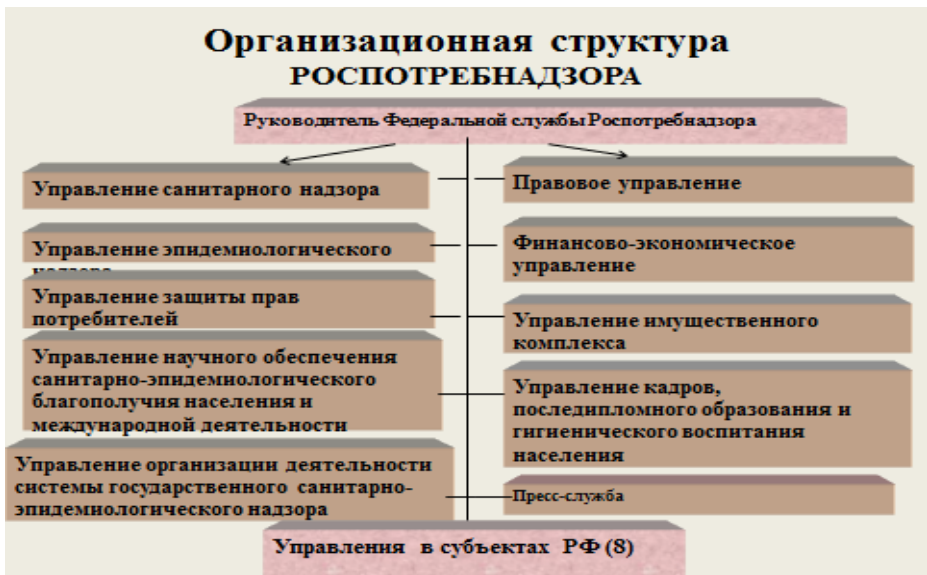 Организационная структура
РОСПОТРЕБНАДЗОРА
Руководитель Федеральной службы Роспотребнадзора
Управление санитарного надзора
Управление эпидемиологического
надзора
Управление защиты прав
потребителей
Управление научного обеспечения
санитарно-эпидемиологического
благополучия населения и
международной деятельности
Управление организации деятельности
системы государственного санитарно-
эпидемиологического надзора
Правовое управление
Финансово-экономическое
управление
Управление имущественного
комплекса
Управление кадров,
последипломного образования и
гигиенического воспитания
населения
Пресс-служба
Управления в субъектах РФ (8)